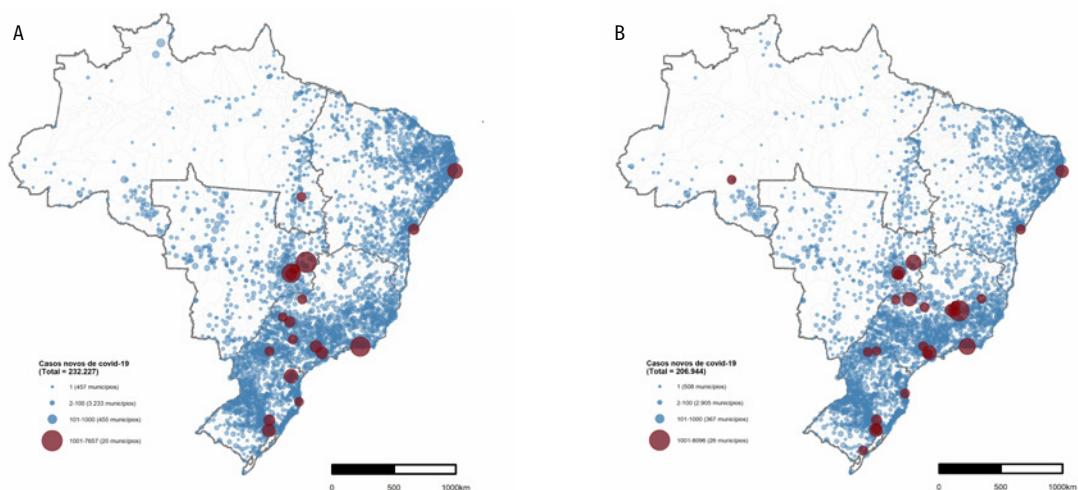 A
Casos novos de covid-19
(Total = 232.227)
1 (457 municípios)
2-100 (3.233 municípios)
101-1000 (455 municípios)
1001-7657 (20 municípios)
0 500 1000km
B
Casos novos de covid-19
(Total = 206.944)
1 (508 municípios)
2-100 (2.905 municípios)
101-1000 (367 municípios)
1001-8096 (26 municípios)
0 500 1000km